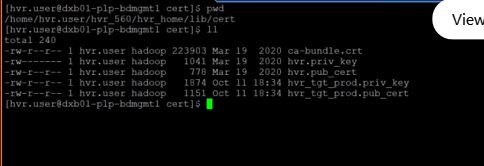 [hvr.user@dxb01-plp-bdmgmt1 cert]$ pwd
/home/hvr.user/hvr_560/hvr_home/lib/cert
[hvr.user@dxb01-plp-bdmgmt1 cert]$ ll
total 240
-rw-r--r-- 1 hvr.user hadoop 223903 Mar 19  2020 ca-bundle.crt
-rw------- 1 hvr.user hadoop   1041 Mar 19  2020 hvr.priv_key
-rw-r--r-- 1 hvr.user hadoop    778 Mar 19  2020 hvr.pub_cert
-rw-r--r-- 1 hvr.user hadoop   1874 Oct 11 18:34 hvr_tgt_prod.priv_key
-rw-r--r-- 1 hvr.user hadoop   1151 Oct 11 18:34 hvr_tgt_prod.pub_cert
[hvr.user@dxb01-plp-bdmgmt1 cert]$
View